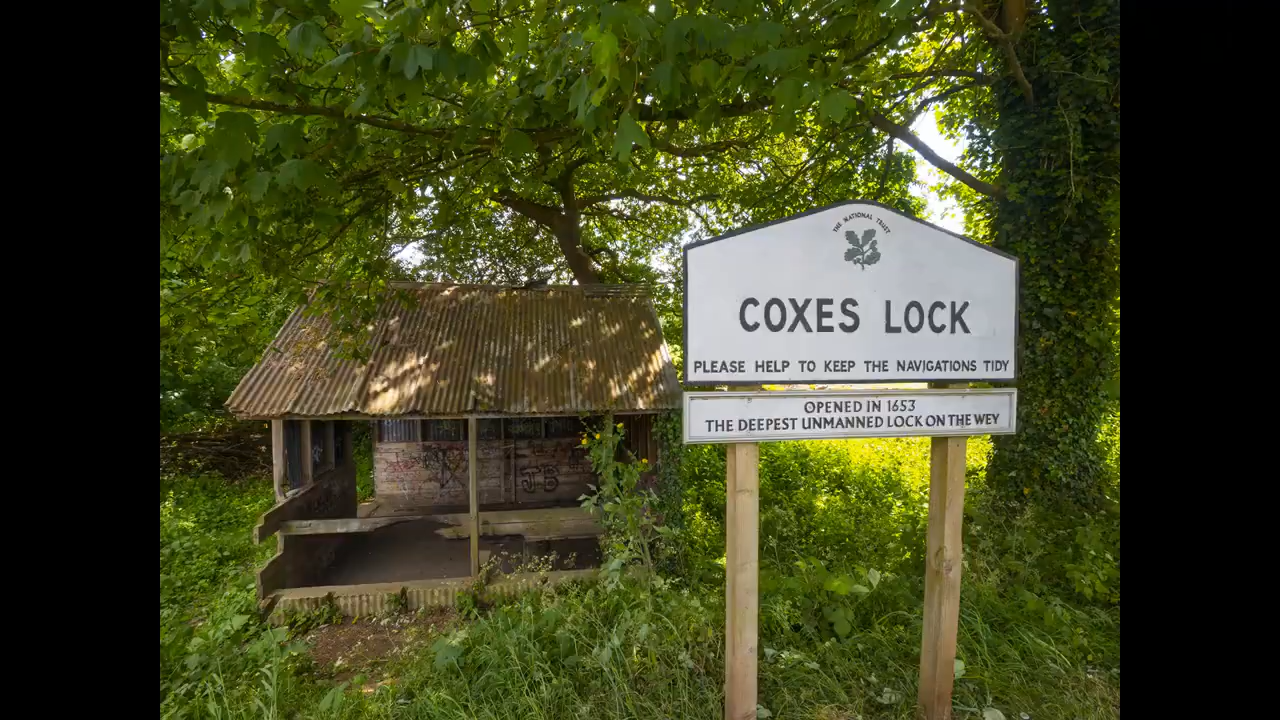 THE NATIONAL TRUST
COXES LOCK
PLEASE HELP TO KEEP THE NAVIGATIONS TIDY
OPENED IN 1653
THE DEEPEST UNMANNED LOCK ON THE WEY
JB